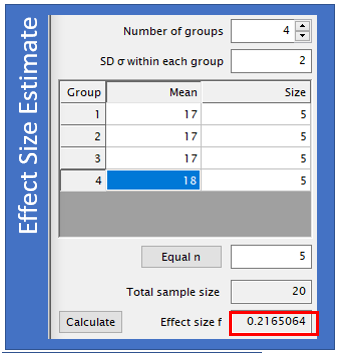 Effect Size Estimate
Number of groups 4
SD σ within each group 2
Group Mean Size
1 17 5
2 17 5
3 17 5
4 18 5
Equal n 5
Total sample size 20
Calculate Effect size f 0.2165064